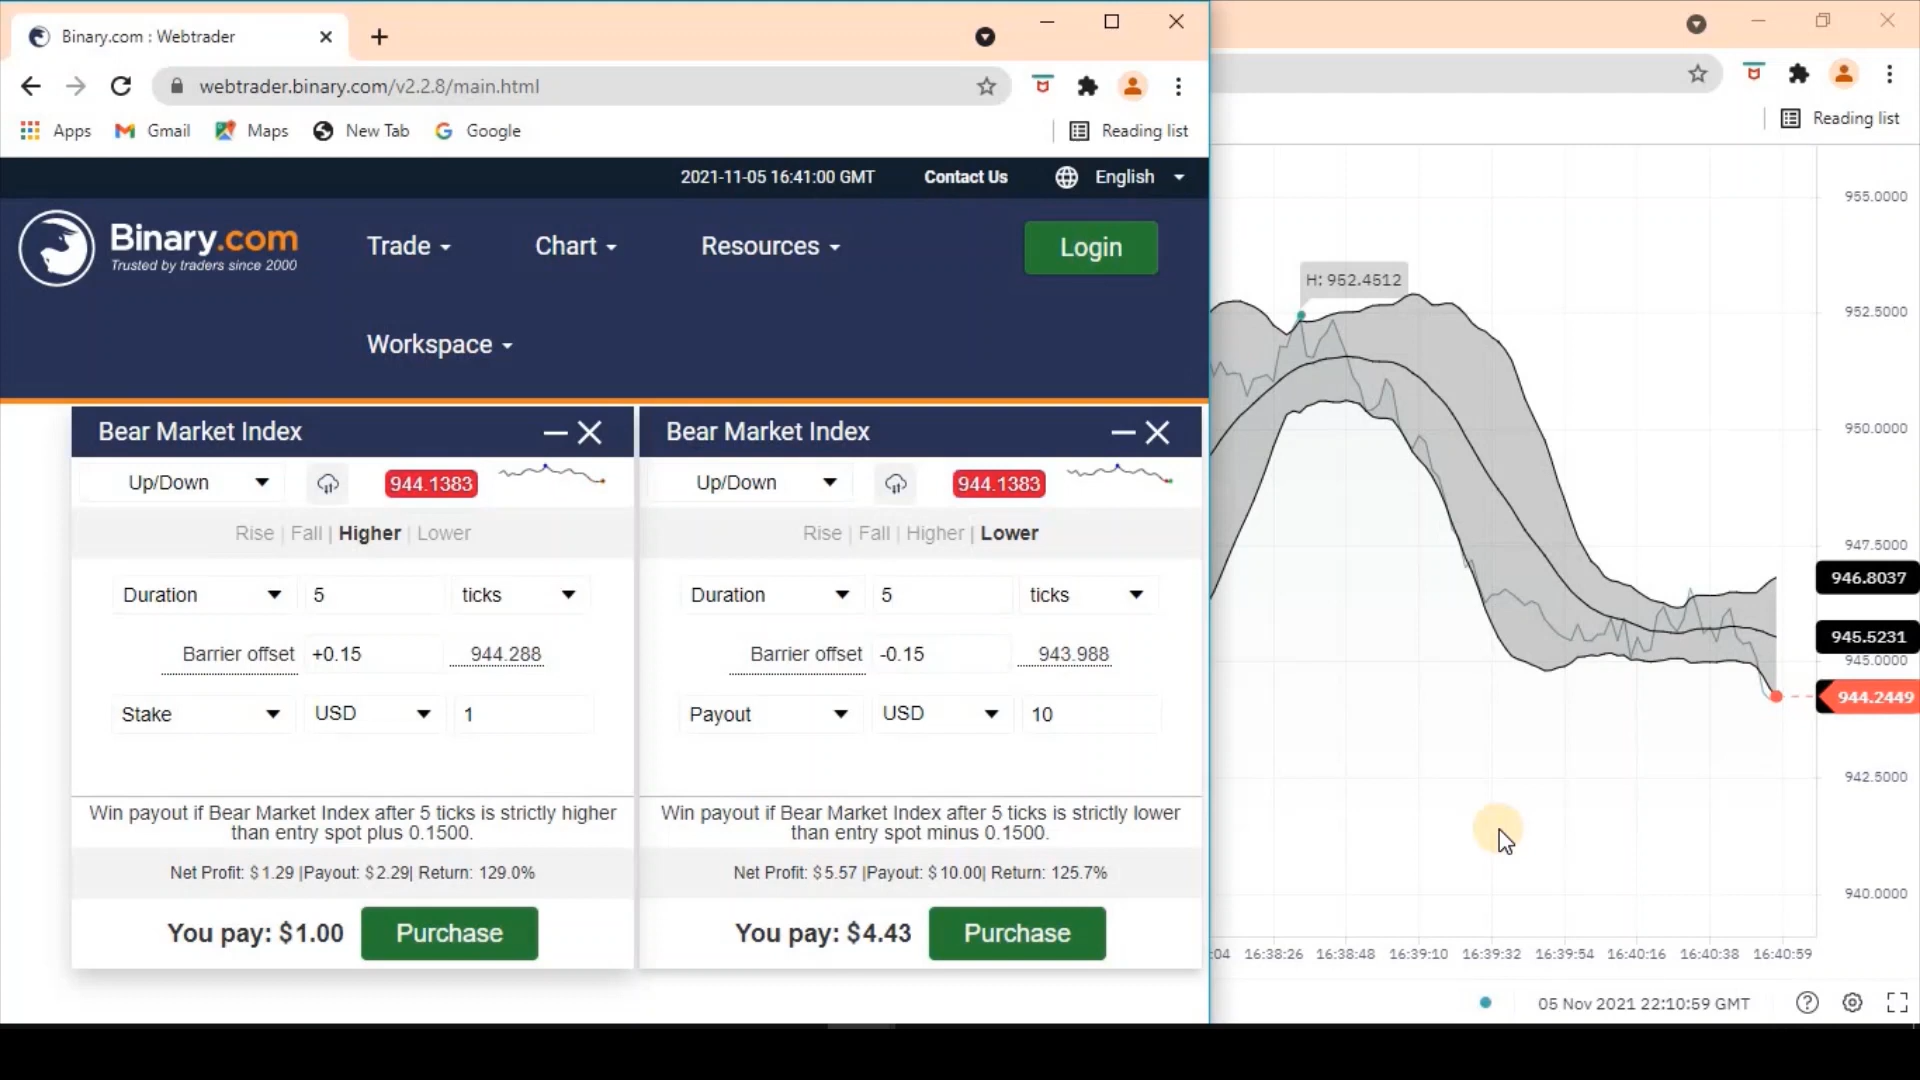 Binary.com : Webtrader
webtrader.binary.com/v2.2.8/main.html
Apps Gmail Maps New Tab Google Reading list
Reading list
2021-11-05 16:41:00 GMT Contact Us English
Binary.com
Trusted by traders since 2000
Trade Chart Resources Login
Workspace
Bear Market Index
Up/Down 944.1383
Rise | Fall | Higher | Lower
Duration 5 ticks
Barrier offset +0.15 944.288
Stake USD 1
Win payout if Bear Market Index after 5 ticks is strictly higher
than entry spot plus 0.1500.
Net Profit: $ 1.29 |Payout: $ 2.29| Return: 129.0%
You pay: $1.00 Purchase
Bear Market Index
Up/Down 944.1383
Rise | Fall | Higher | Lower
Duration 5 ticks
Barrier offset -0.15 943.988
Payout USD 10
Win payout if Bear Market Index after 5 ticks is strictly lower
than entry spot minus 0.1500.
Net Profit: $ 5.57 |Payout: $ 10.00| Return: 125.7%
You pay: $4.43 Purchase
H: 952.4512
955.0000
952.5000
950.0000
947.5000
946.8037
945.5231
945.0000
944.2449
942.5000
940.0000
:04 16:38:26 16:38:48 16:39:10 16:39:32 16:39:54 16:40:16 16:40:38 16:40:59
05 Nov 2021 22:10:59 GMT